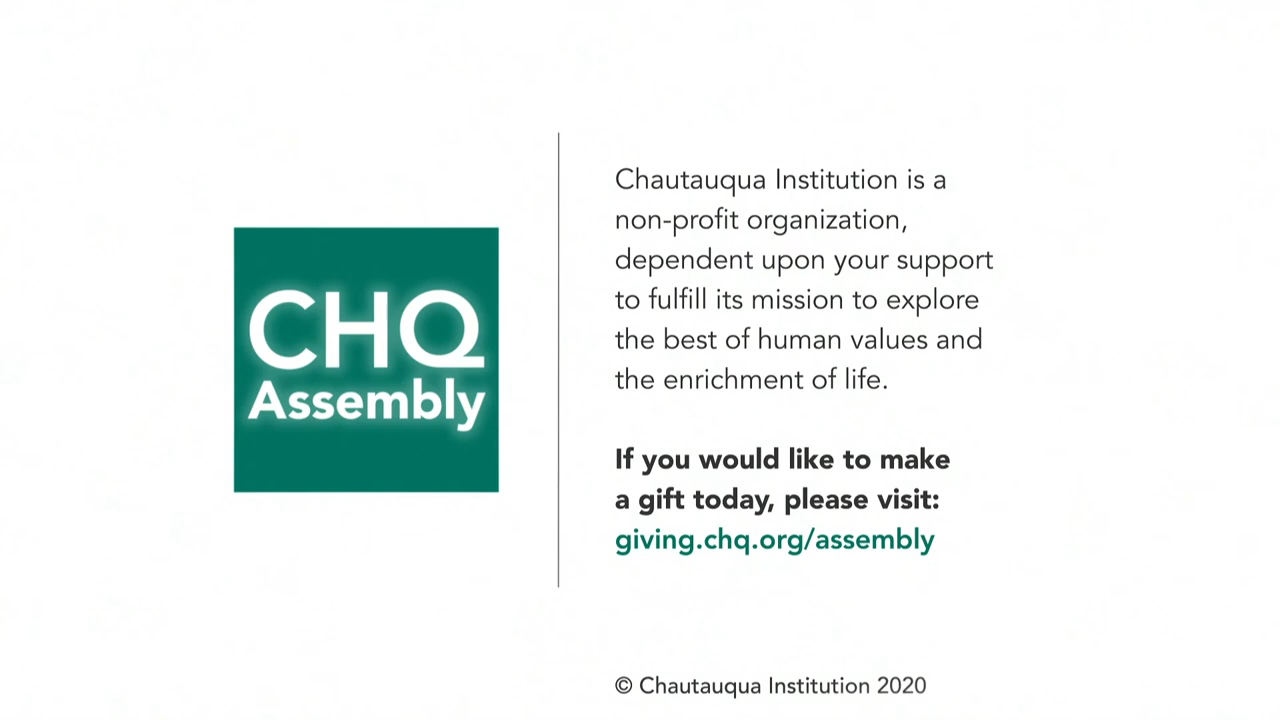 CHQ
Assembly
Chautauqua Institution is a
non-profit organization,
dependent upon your support
to fulfill its mission to explore
the best of human values and
the enrichment of life.
If you would like to make
a gift today, please visit:
giving.chq.org/assembly
© Chautauqua Institution 2020